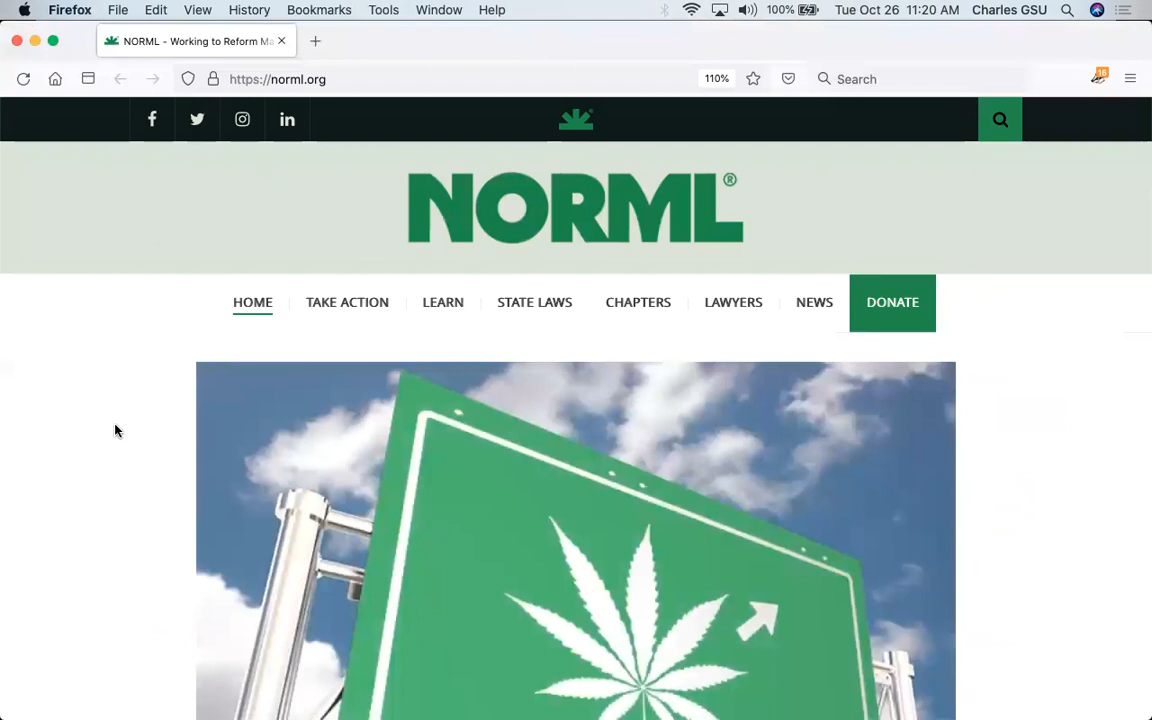 Firefox File Edit View History Bookmarks Tools Window Help 100% Tue Oct 26 11:20 AM Charles GSU
NORML - Working to Reform Ma
https://norml.org 110% Search 16
NORML®
HOME TAKE ACTION LEARN STATE LAWS CHAPTERS LAWYERS NEWS DONATE